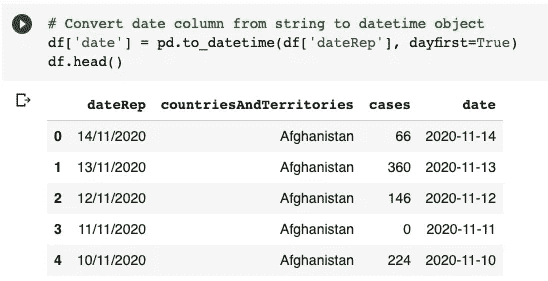 # Convert date column from string to datetime object
df['date'] = pd.to_datetime(df['dateRep'], dayfirst=True)
df.head()
dateRep countriesAndTerritories cases date
0 14/11/2020 Afghanistan 66 2020-11-14
1 13/11/2020 Afghanistan 360 2020-11-13
2 12/11/2020 Afghanistan 146 2020-11-12
3 11/11/2020 Afghanistan 0 2020-11-11
4 10/11/2020 Afghanistan 224 2020-11-10